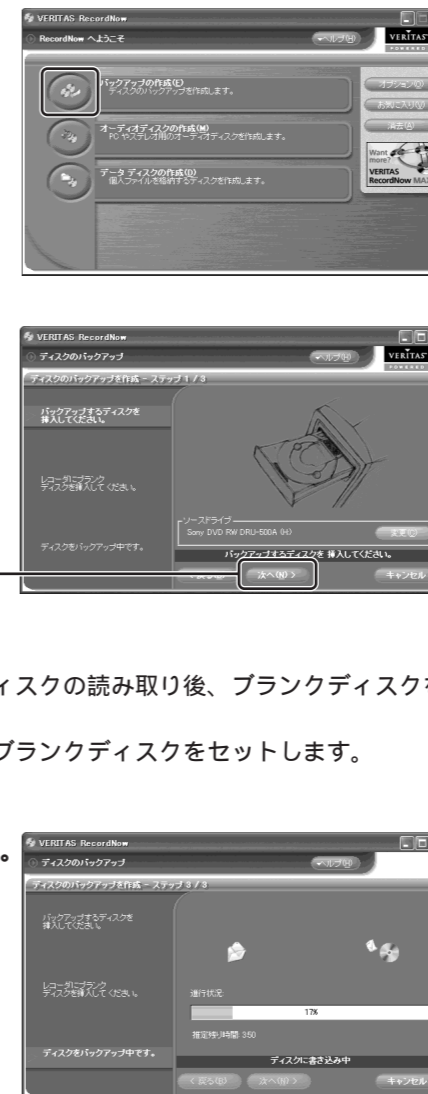 VERITAS RecordNow
RecordNow へようこそ
ヘルプ(H)
VERITAS
POWERED
バックアップの作成(E)
ディスクのバックアップを作成します。
オーディオディスクの作成(M)
PC やステレオ用のオーディオディスクを作成します。
データ ディスクの作成(D)
個人ファイルを格納するディスクを作成します。
オプション(O)
お気に入り(V)
消去(A)
Want
more?
VERITAS
RecordNow MA
VERITAS RecordNow
ディスクのバックアップ
ヘルプ(H)
VERITAS
POWERED
ディスクのバックアップを作成 - ステップ 1 / 3
バックアップするディスクを
挿入してください。
レコーダにブランク
ディスクを挿入して ください。
ディスクをバックアップ中です。
ソースドライブ
Sony DVD RW DRU-500A (H)
変更(C)
バックアップするディスクを 挿入してください。
次へ(N) >
キャンセル
ィスクの読み取り後、ブランクディスクを
ブランクディスクをセットします。
。
VERITAS RecordNow
ディスクのバックアップ
ヘルプ(H)
ディスクのバックアップを作成 - ステップ 3 / 3
バックアップするディスクを
挿入してください。
レコーダにブランク
ディスクを挿入して ください。
ディスクをバックアップ中です。
進行状況:
17%
推定残り時間: 3:50
ディスクに書き込み中
< 戻る(B)
次へ(N) >
キャンセル